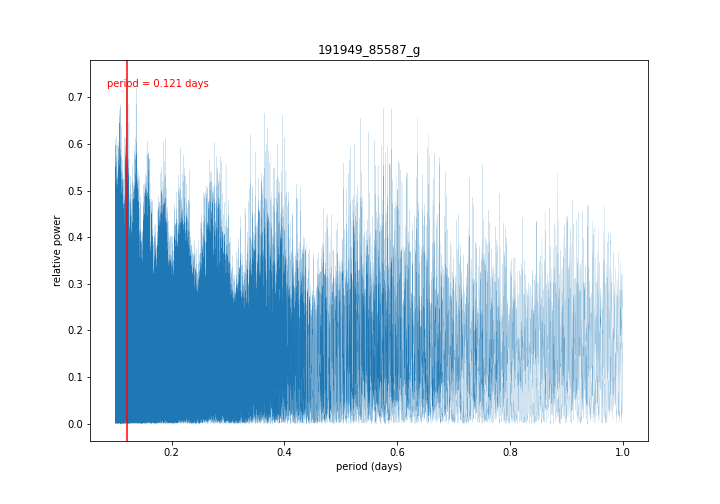 191949_85587_g
period = 0.121 days
relative power
0.7
0.6
0.5
0.4
0.3
0.2
0.1
0.0
0.2 0.4 0.6 0.8 1.0
period (days)